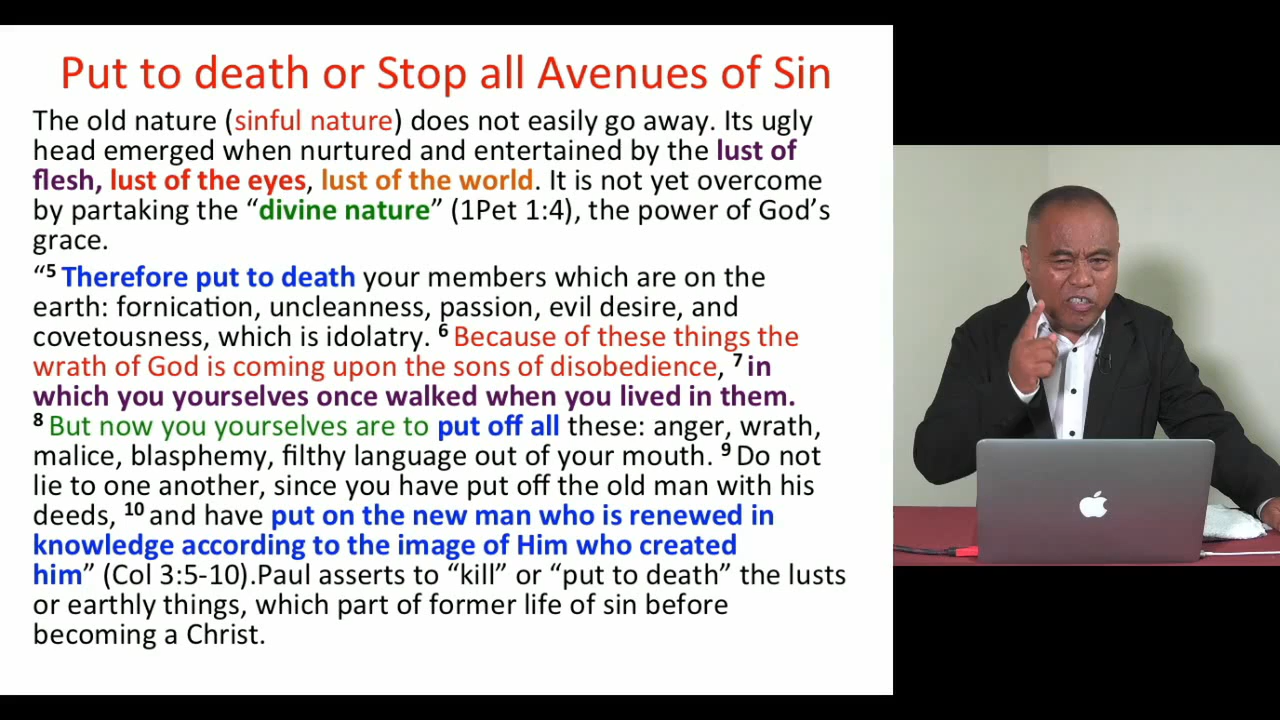 Put to death or Stop all Avenues of Sin
The old nature (sinful nature) does not easily go away. Its ugly
head emerged when nurtured and entertained by the lust of
flesh, lust of the eyes, lust of the world. It is not yet overcome
by partaking the “divine nature” (1Pet 1:4), the power of God’s
grace.
“5 Therefore put to death your members which are on the
earth: fornication, uncleanness, passion, evil desire, and
covetousness, which is idolatry. 6 Because of these things the
wrath of God is coming upon the sons of disobedience, 7 in
which you yourselves once walked when you lived in them.
8 But now you yourselves are to put off all these: anger, wrath,
malice, blasphemy, filthy language out of your mouth. 9 Do not
lie to one another, since you have put off the old man with his
deeds, 10 and have put on the new man who is renewed in
knowledge according to the image of Him who created
him” (Col 3:5-10).Paul asserts to “kill” or “put to death” the lusts
or earthly things, which part of former life of sin before
becoming a Christ.